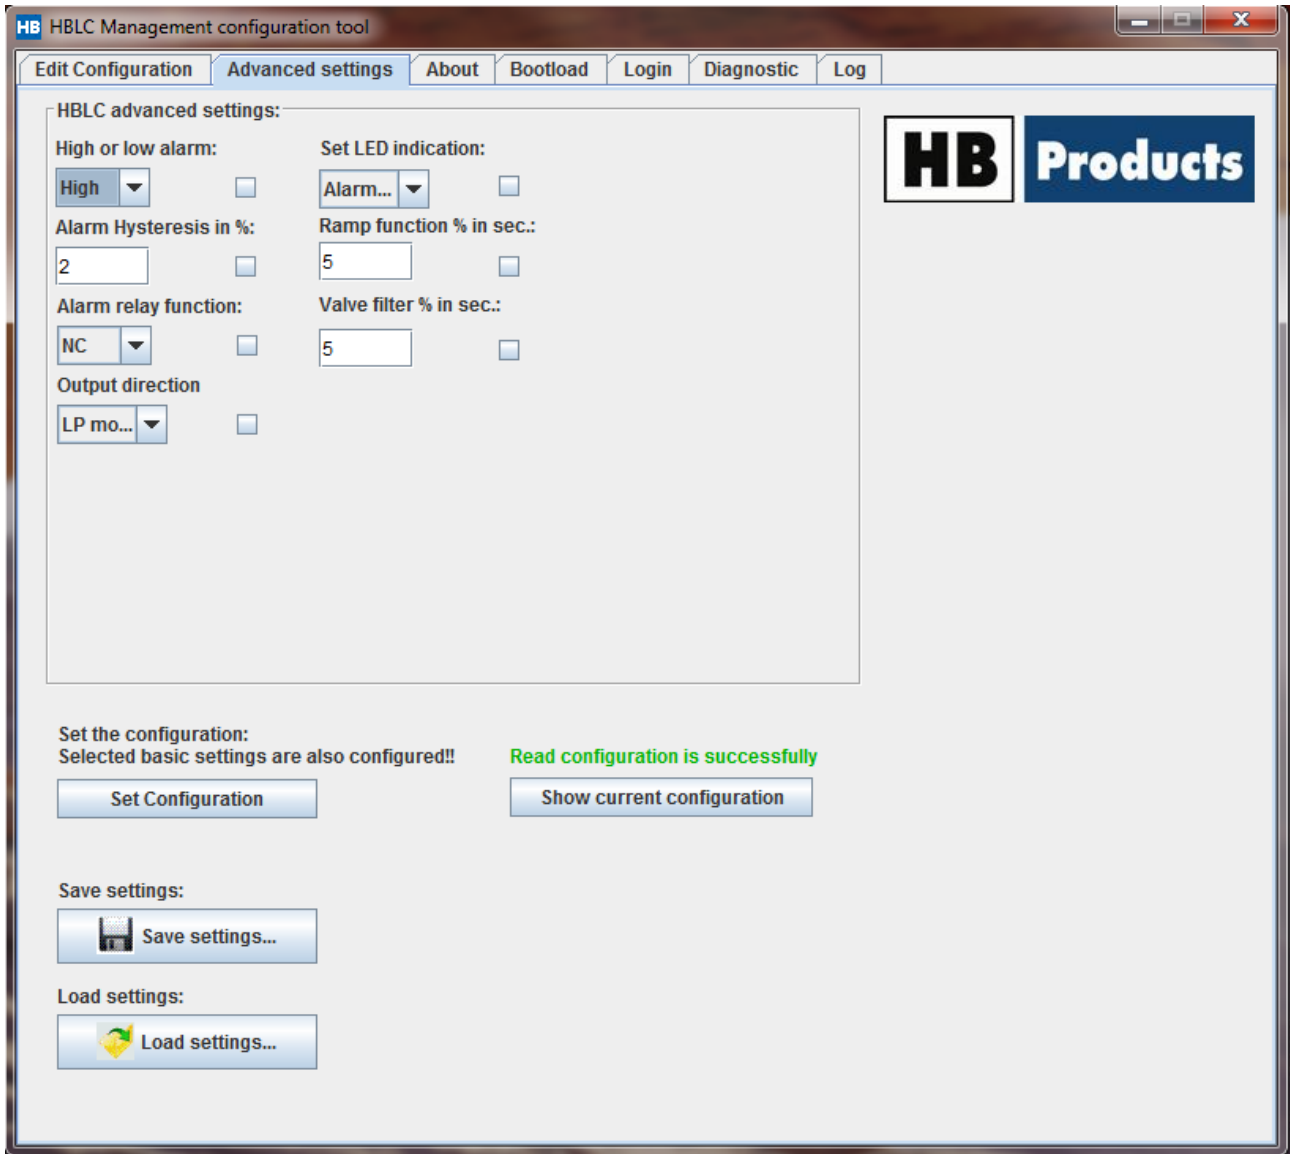 HB HBLC Management configuration tool
Edit Configuration Advanced settings About Bootload Login Diagnostic Log
HBLC advanced settings:
HB Products
High or low alarm: Set LED indication:
High Alarm...
Alarm Hysteresis in %: Ramp function % in sec.:
2 5
Alarm relay function: Valve filter % in sec.:
NC 5
Output direction
LP mo...
Set the configuration:
Selected basic settings are also configured!! Read configuration is successfully
Set Configuration Show current configuration
Save settings:
Save settings...
Load settings:
Load settings...